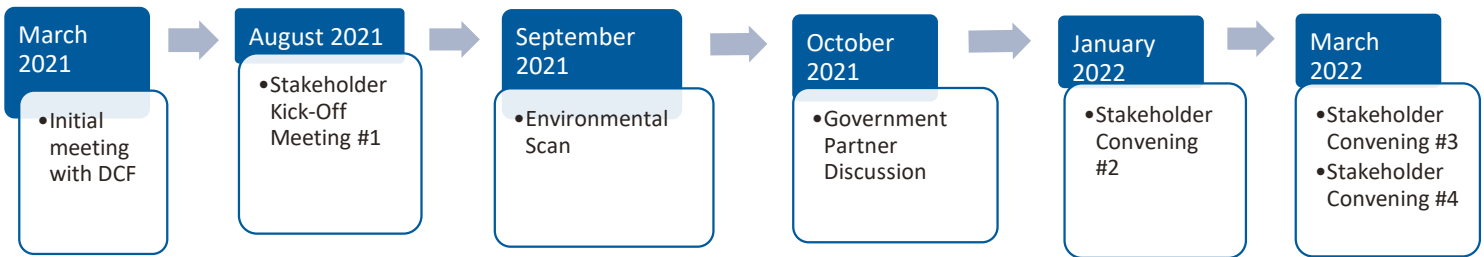 March
2021
•Initial
meeting
with DCF
August 2021
•Stakeholder
Kick-Off
Meeting #1
September
2021
•Environmental
Scan
October
2021
•Government
Partner
Discussion
January
2022
•Stakeholder
Convening
#2
March
2022
•Stakeholder
Convening #3
•Stakeholder
Convening #4